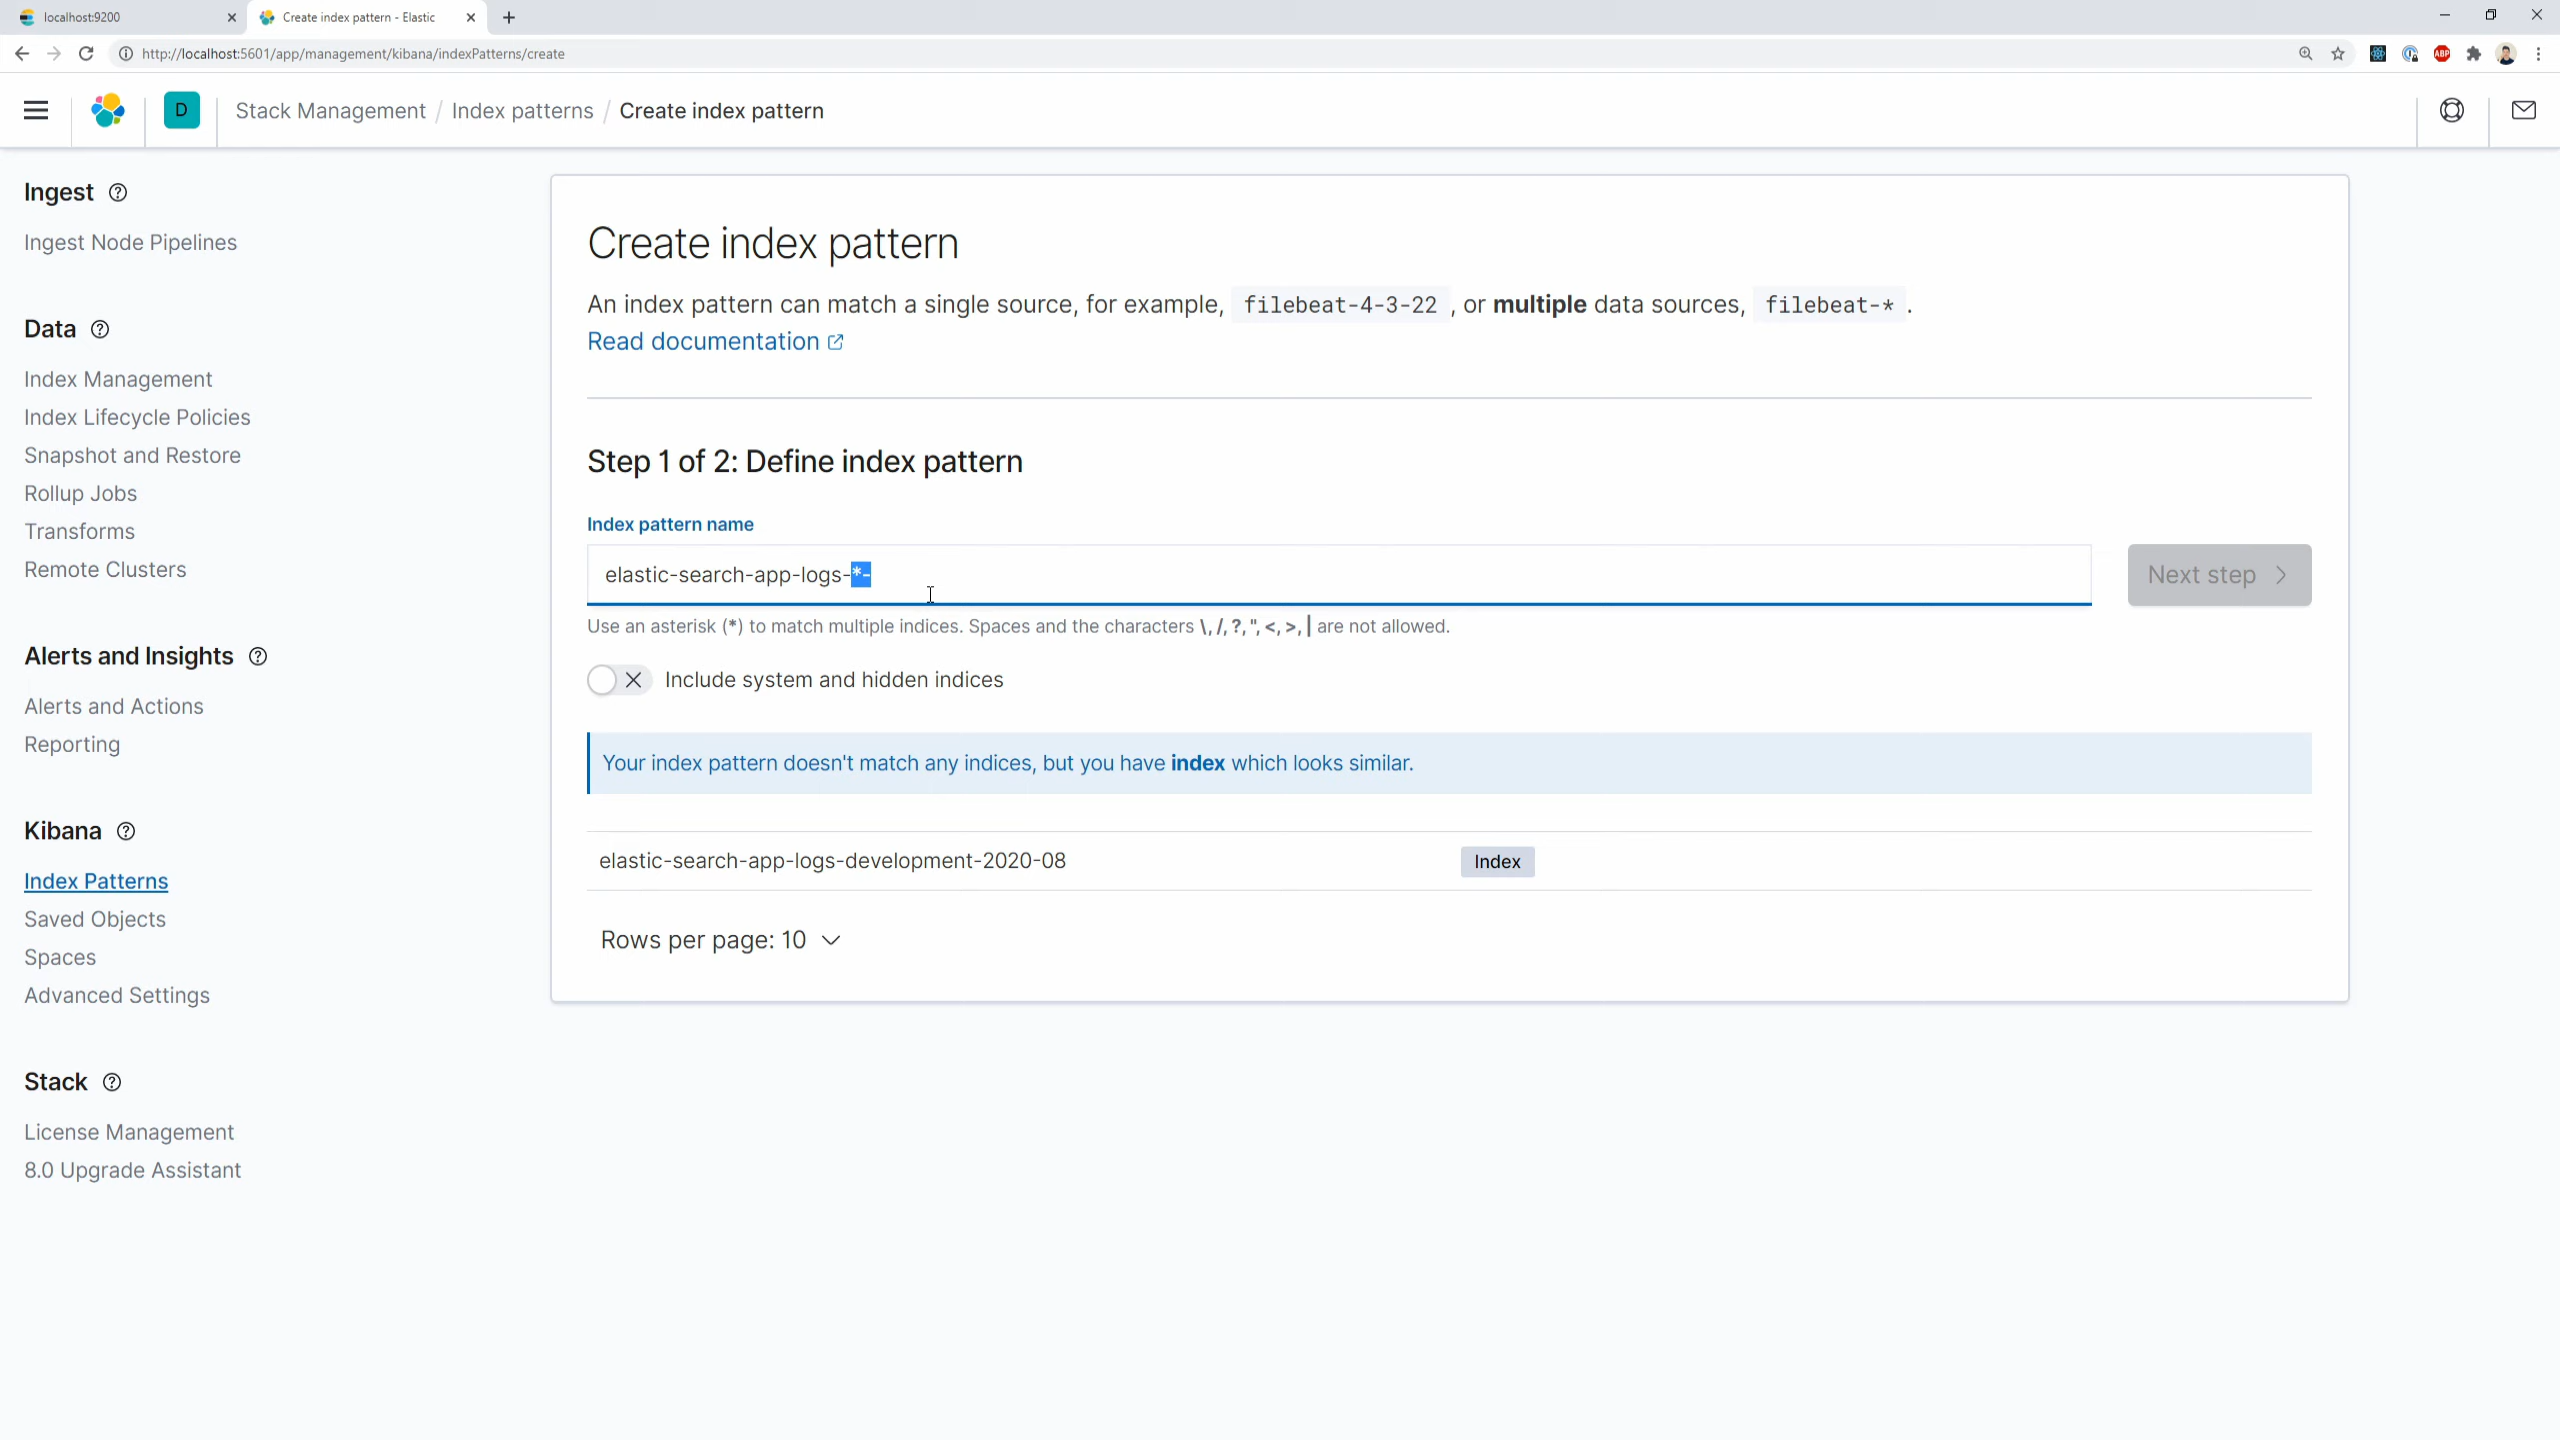 localhost:9200
Create index pattern - Elastic
http://localhost:5601/app/management/kibana/indexPatterns/create
ABP
D
Stack Management / Index patterns / Create index pattern
Ingest
Ingest Node Pipelines
Data
Index Management
Index Lifecycle Policies
Snapshot and Restore
Rollup Jobs
Transforms
Remote Clusters
Alerts and Insights
Alerts and Actions
Reporting
Kibana
Index Patterns
Saved Objects
Spaces
Advanced Settings
Stack
License Management
8.0 Upgrade Assistant
Create index pattern
An index pattern can match a single source, for example, filebeat-4-3-22 , or multiple data sources, filebeat-* .
Read documentation
Step 1 of 2: Define index pattern
Index pattern name
elastic-search-app-logs-*-
Next step
Use an asterisk (*) to match multiple indices. Spaces and the characters \, /, ?, ", <, >, | are not allowed.
Include system and hidden indices
Your index pattern doesn't match any indices, but you have index which looks similar.
elastic-search-app-logs-development-2020-08
Index
Rows per page: 10